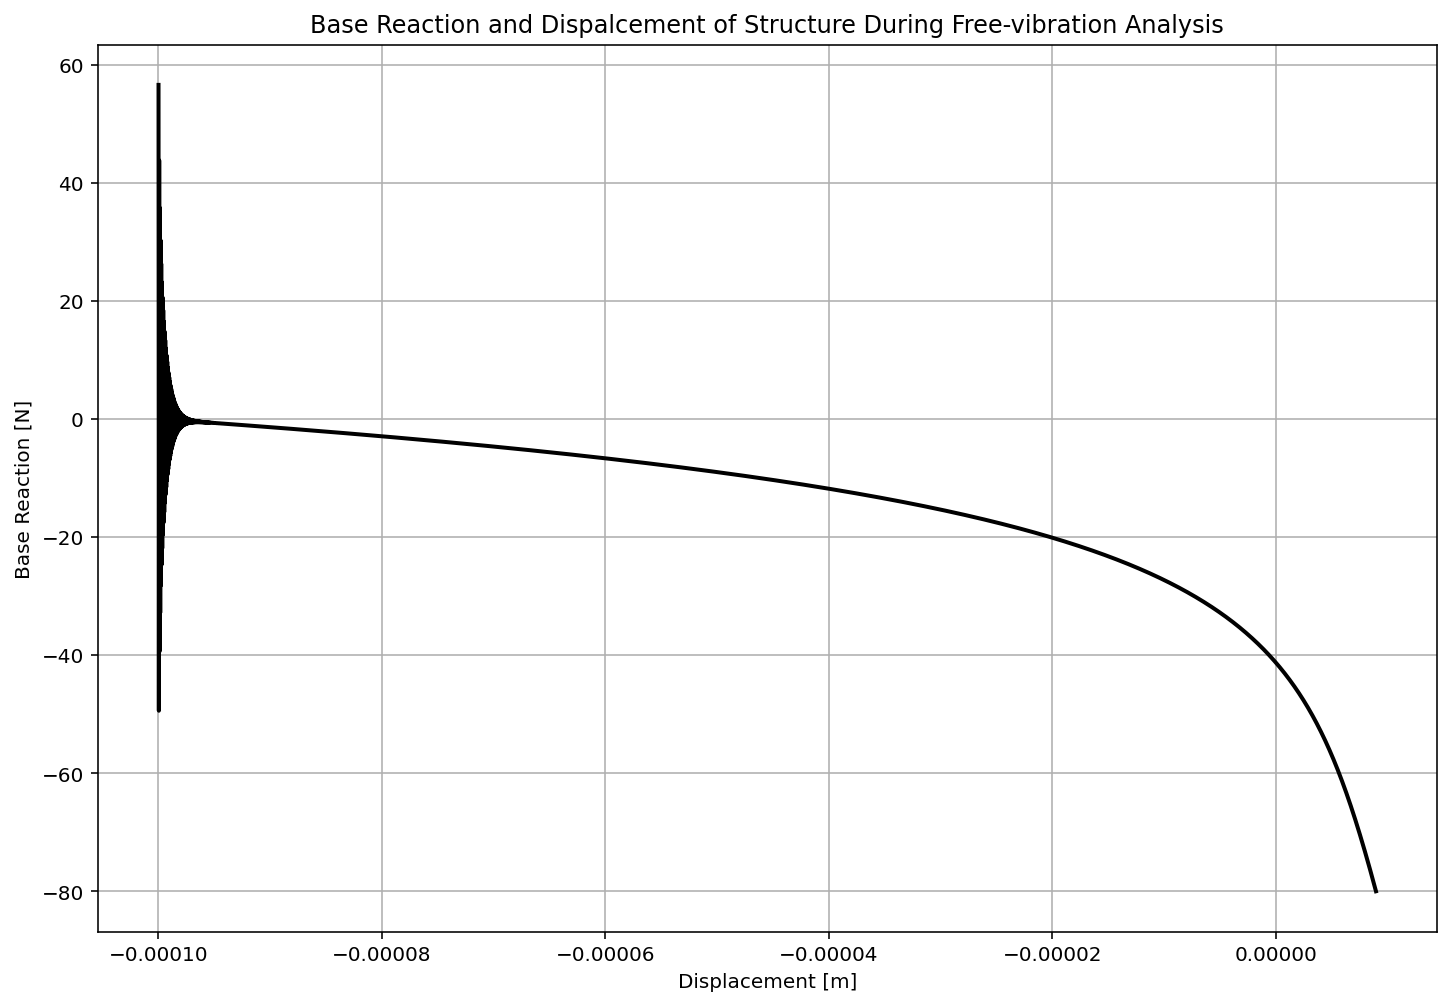 Base Reaction and Dispalcement of Structure During Free-vibration Analysis
60
40
20
0
−20
−40
−60
−80
Base Reaction [N]
−0.00010 −0.00008 −0.00006 −0.00004 −0.00002 0.00000
Displacement [m]